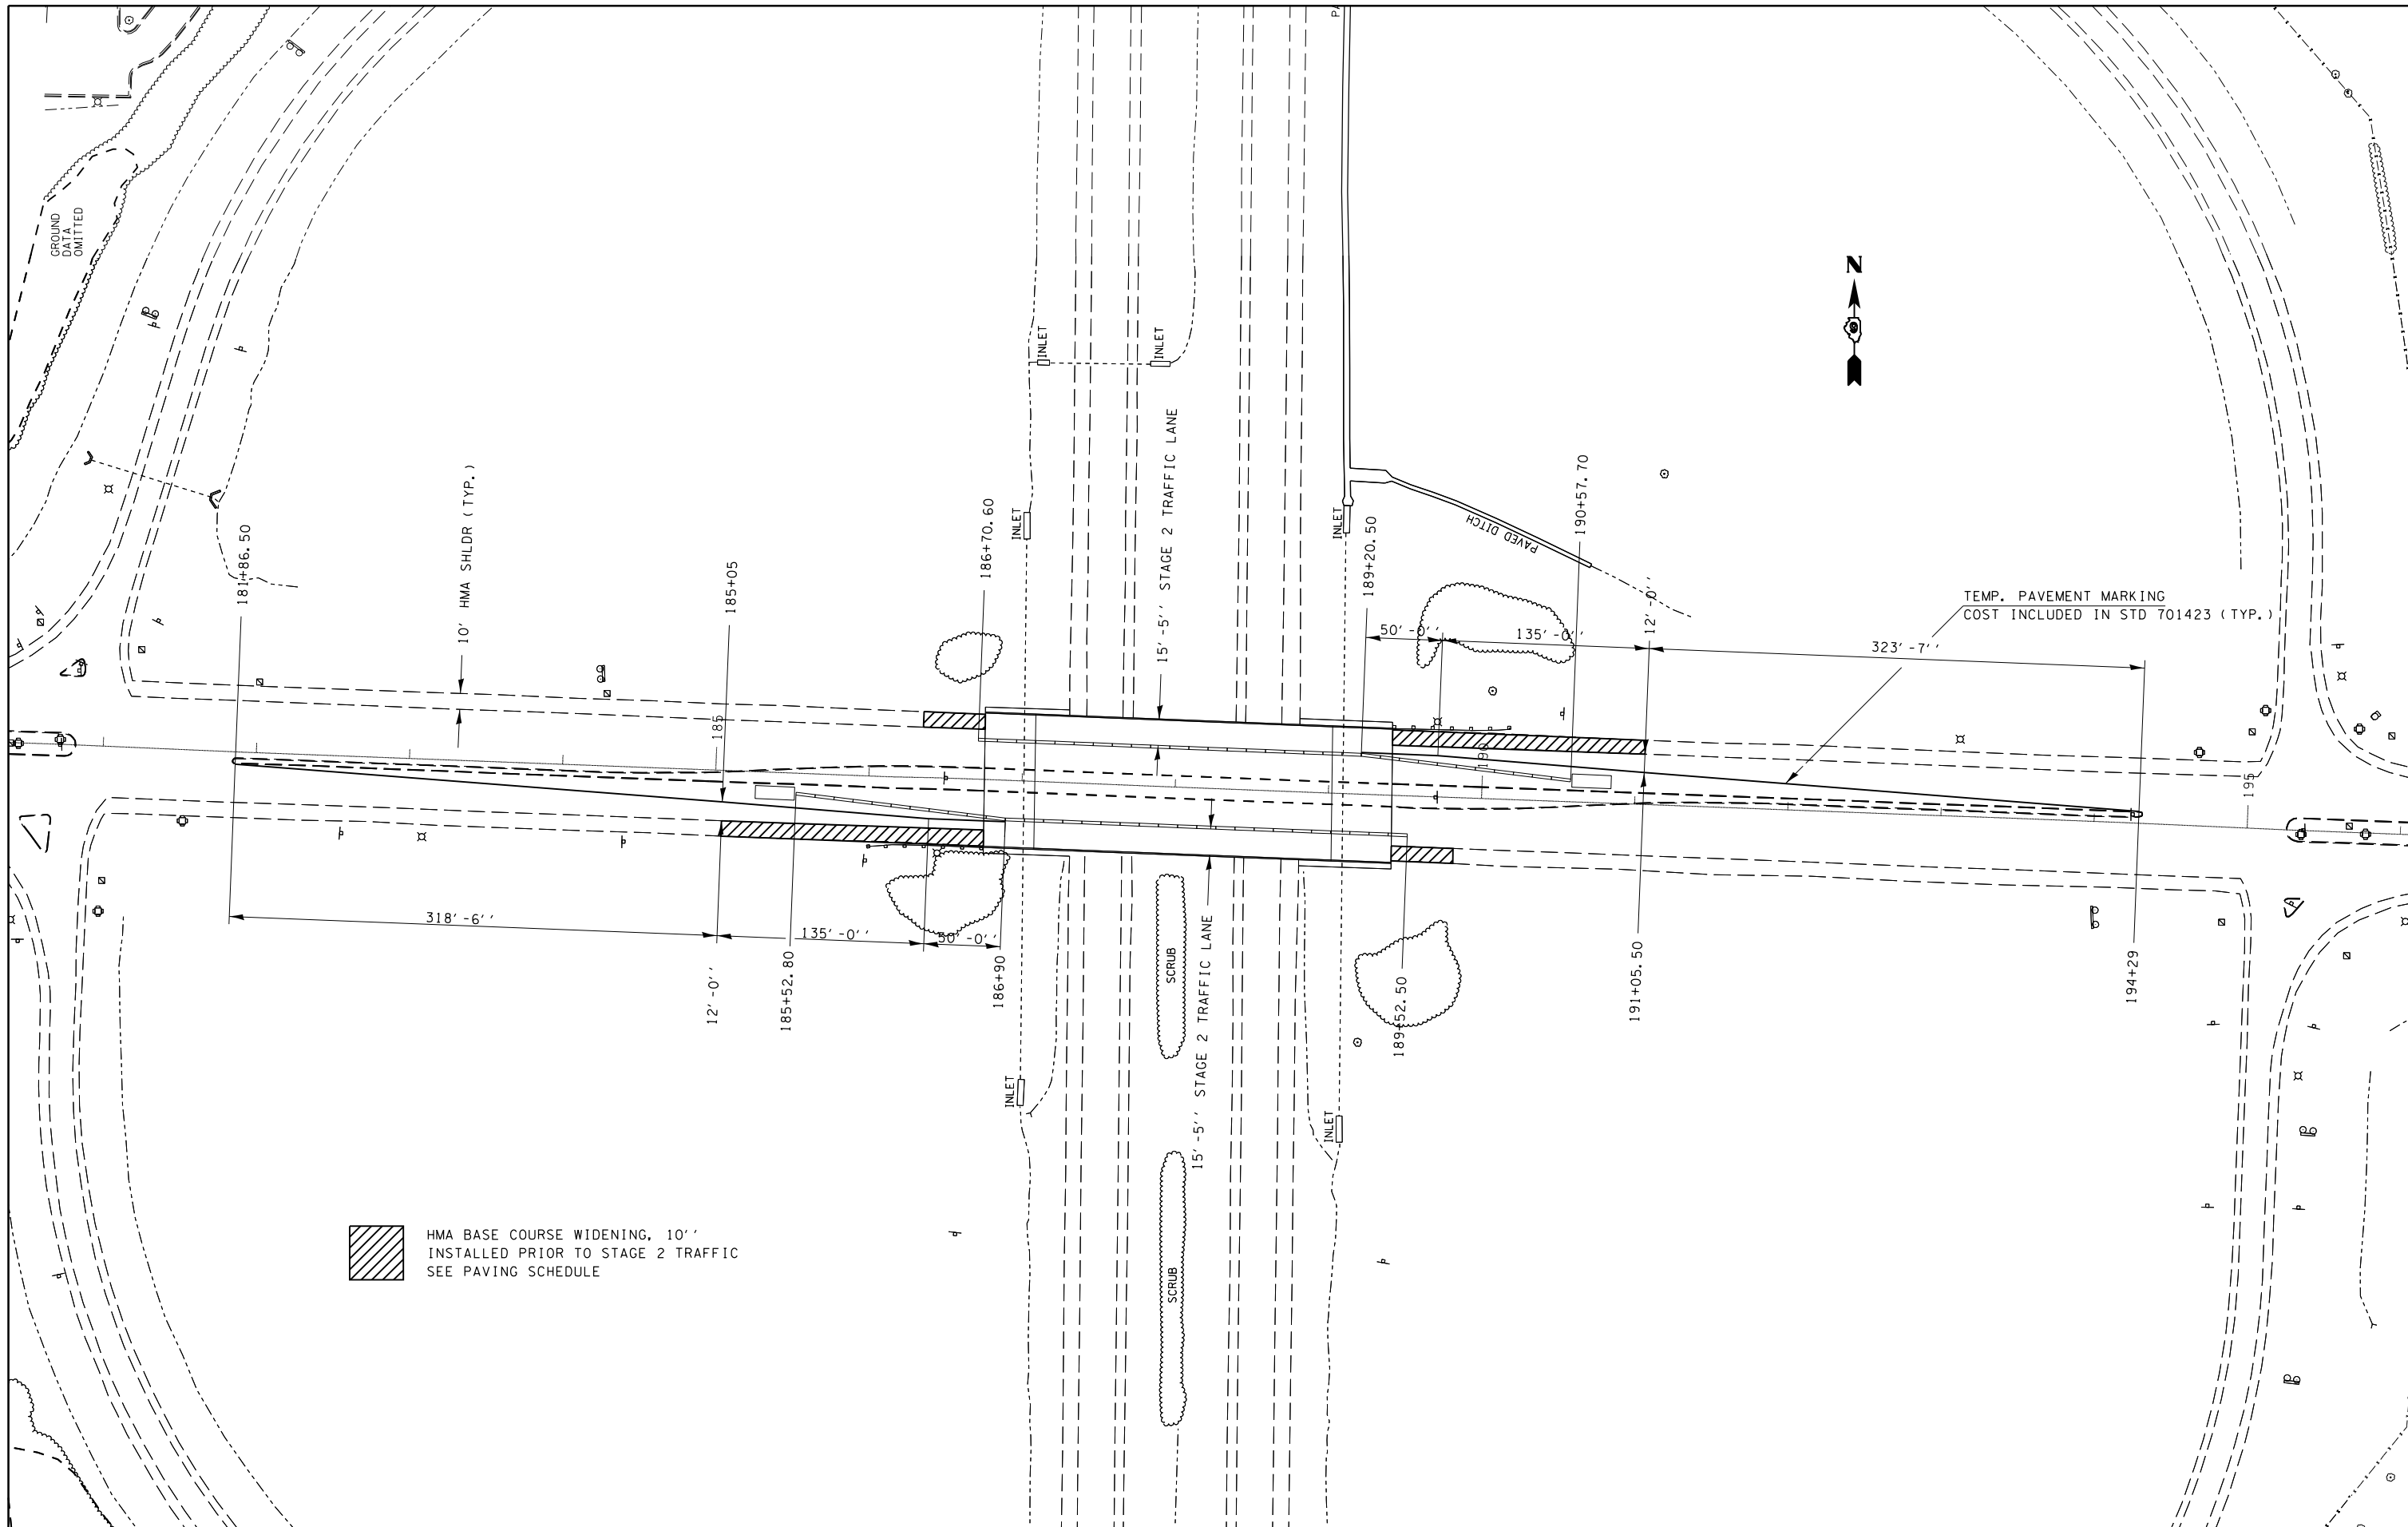 PA
GROUND
DATA
OMITTED
N
INLET
INLET
181+86.50
10' HMA SHLDR (TYP.)
185+05
185
186+70.60
INLET
15'-5'' STAGE 2 TRAFFIC LANE
INLET
189+20.50
PAVED DITCH
190+57.70
12'-0''
50'-0''
135'-0''
323'-7''
TEMP. PAVEMENT MARKING
COST INCLUDED IN STD 701423 (TYP.)
190
195
318'-6''
135'-0''
50'-0''
12'-0''
185+52.80
186+90
SCRUB
15'-5'' STAGE 2 TRAFFIC LANE
189+52.50
191+05.50
194+29
INLET
INLET
SCRUB
HMA BASE COURSE WIDENING, 10''
INSTALLED PRIOR TO STAGE 2 TRAFFIC
SEE PAVING SCHEDULE